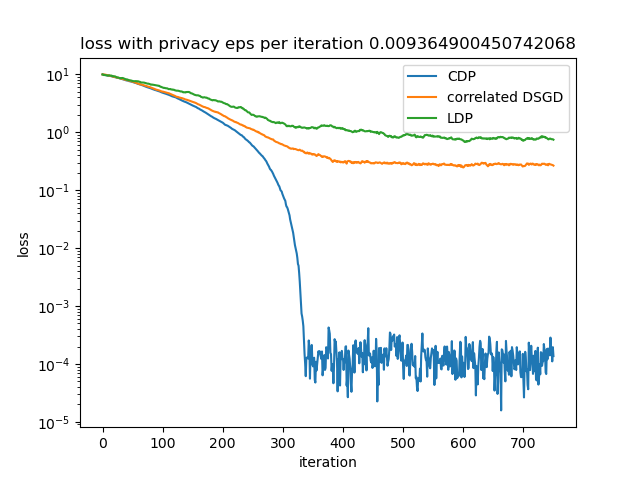 loss with privacy eps per iteration 0.009364900450742068
CDP
correlated DSGD
LDP
loss
10^1
10^0
10^-1
10^-2
10^-3
10^-4
10^-5
0 100 200 300 400 500 600 700
iteration